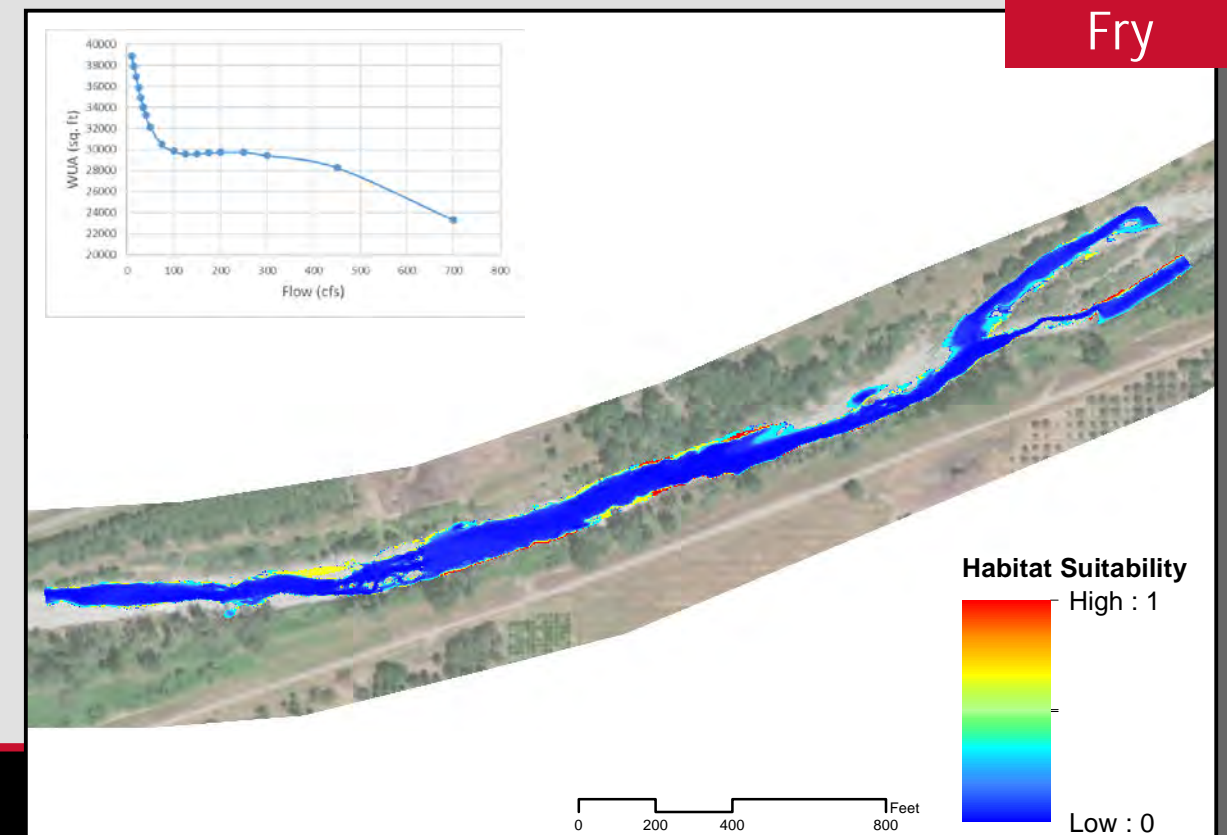 Fry
40000
38000
36000
34000
32000
30000
28000
26000
24000
22000
20000
WUA (sq. ft)
0 100 200 300 400 500 600 700 800
Flow (cfs)
Habitat Suitability
High : 1
Low : 0
Feet
0 200 400 800